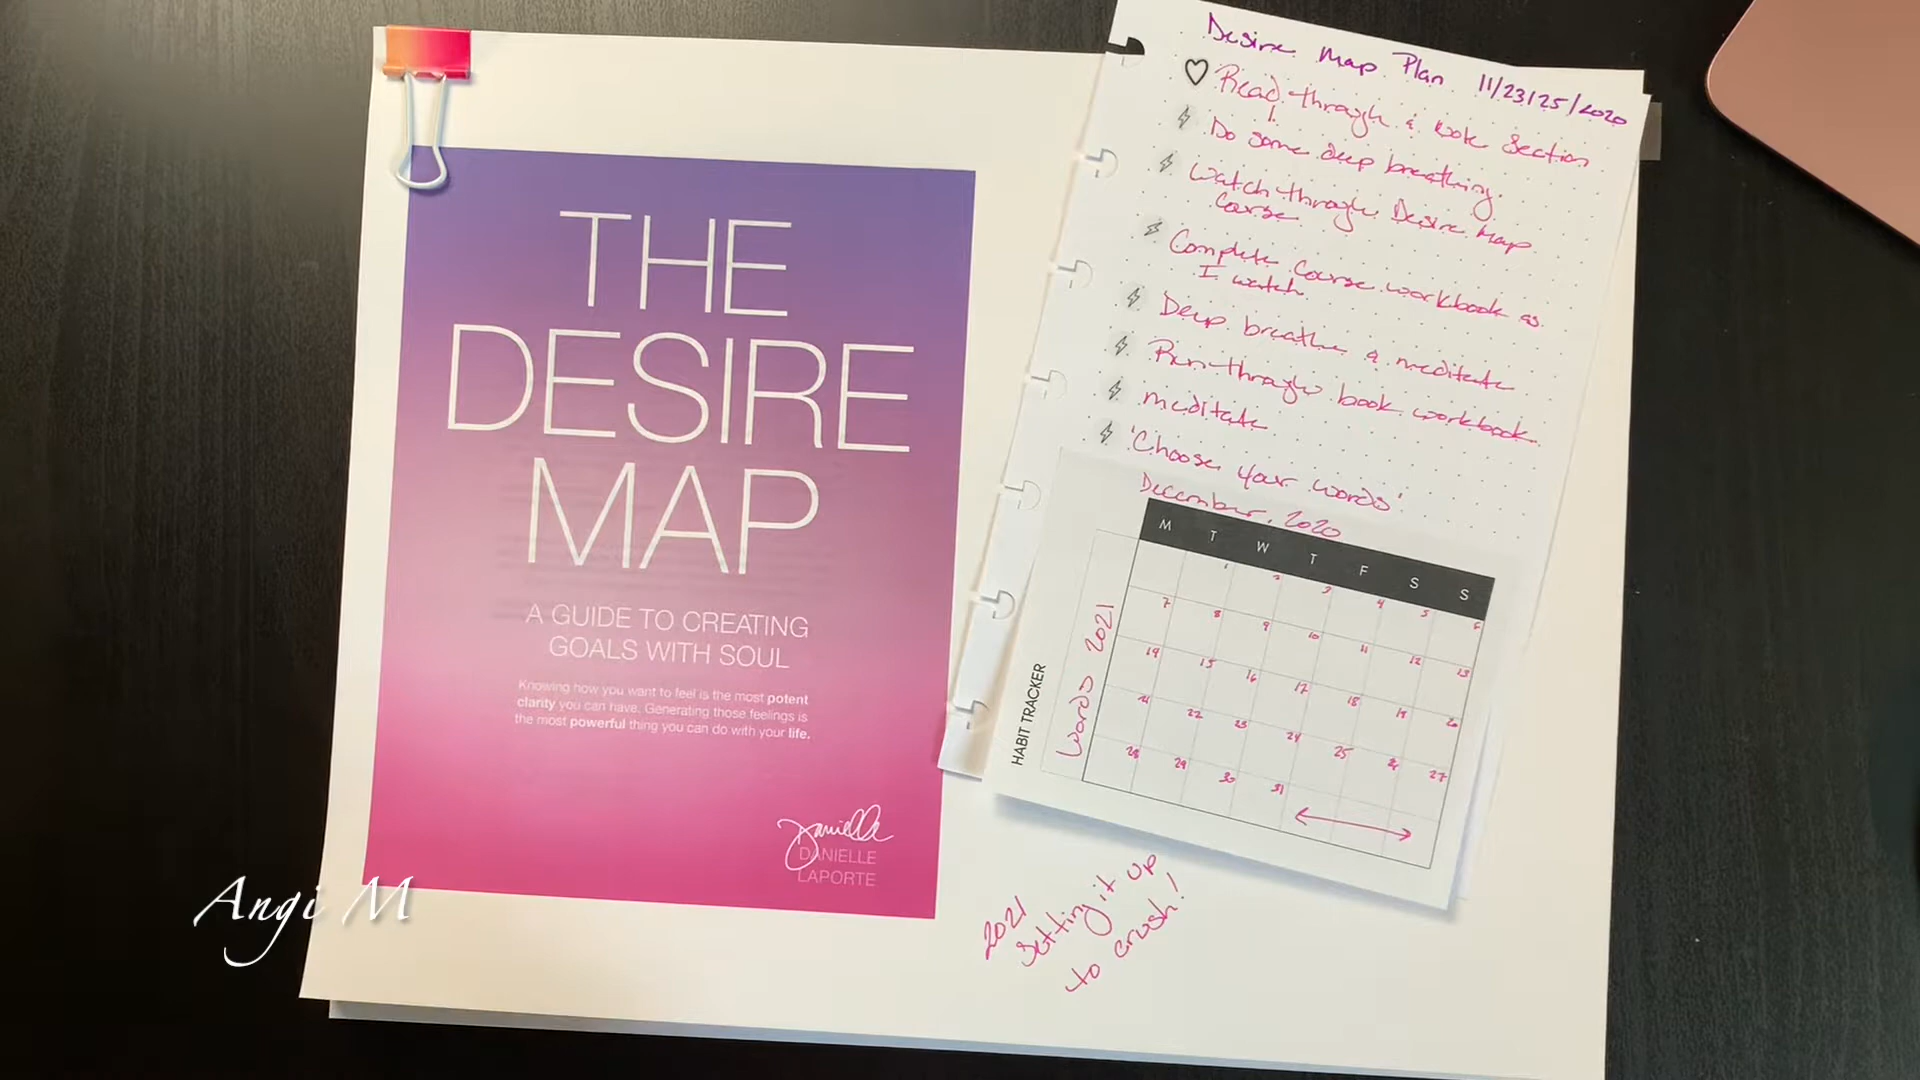 THE
DESIRE
MAP
A GUIDE TO CREATING
GOALS WITH SOUL
Knowing how you want to feel is the most potent
clarity you can have. Generating those feelings is
the most powerful thing you can do with your life.
Danielle
DANIELLE
LAPORTE
Angi M
Desire Map Plan 11/23/25/2020
Read through & book section
Do some deep breathing
Watch through Desire Map
Course
Complete Course workbook as
I watch
Deep breathe & meditate
Run through book workbook
meditate
'Choose your words'
December, 2020
M T W T F S S
1 2 3 4 5 6
7 8 9 10 11 12 13
14 15 16 17 18 19 20
21 22 23 24 25 26 27
28 29 30 31
HABIT TRACKER
Words 2021
2021
Setting it up
to crush!